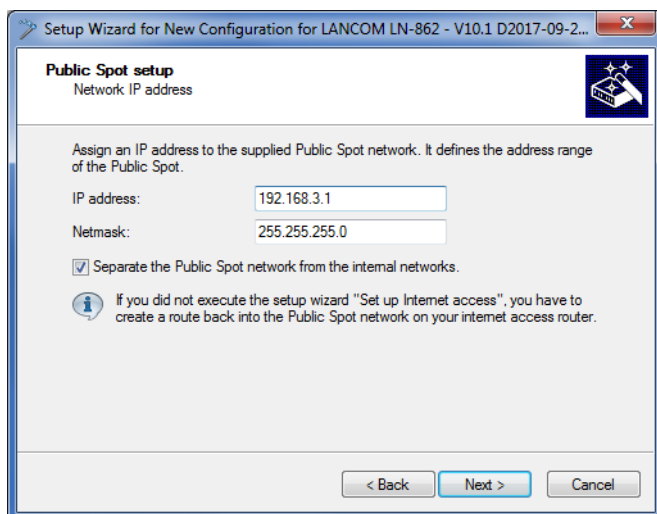 Setup Wizard for New Configuration for LANCOM LN-862 - V10.1 D2017-09-2...
Public Spot setup
Network IP address
Assign an IP address to the supplied Public Spot network. It defines the address range
of the Public Spot.
IP address:
192.168.3.1
Netmask:
255.255.255.0
Separate the Public Spot network from the internal networks.
If you did not execute the setup wizard "Set up Internet access", you have to
create a route back into the Public Spot network on your internet access router.
< Back
Next >
Cancel